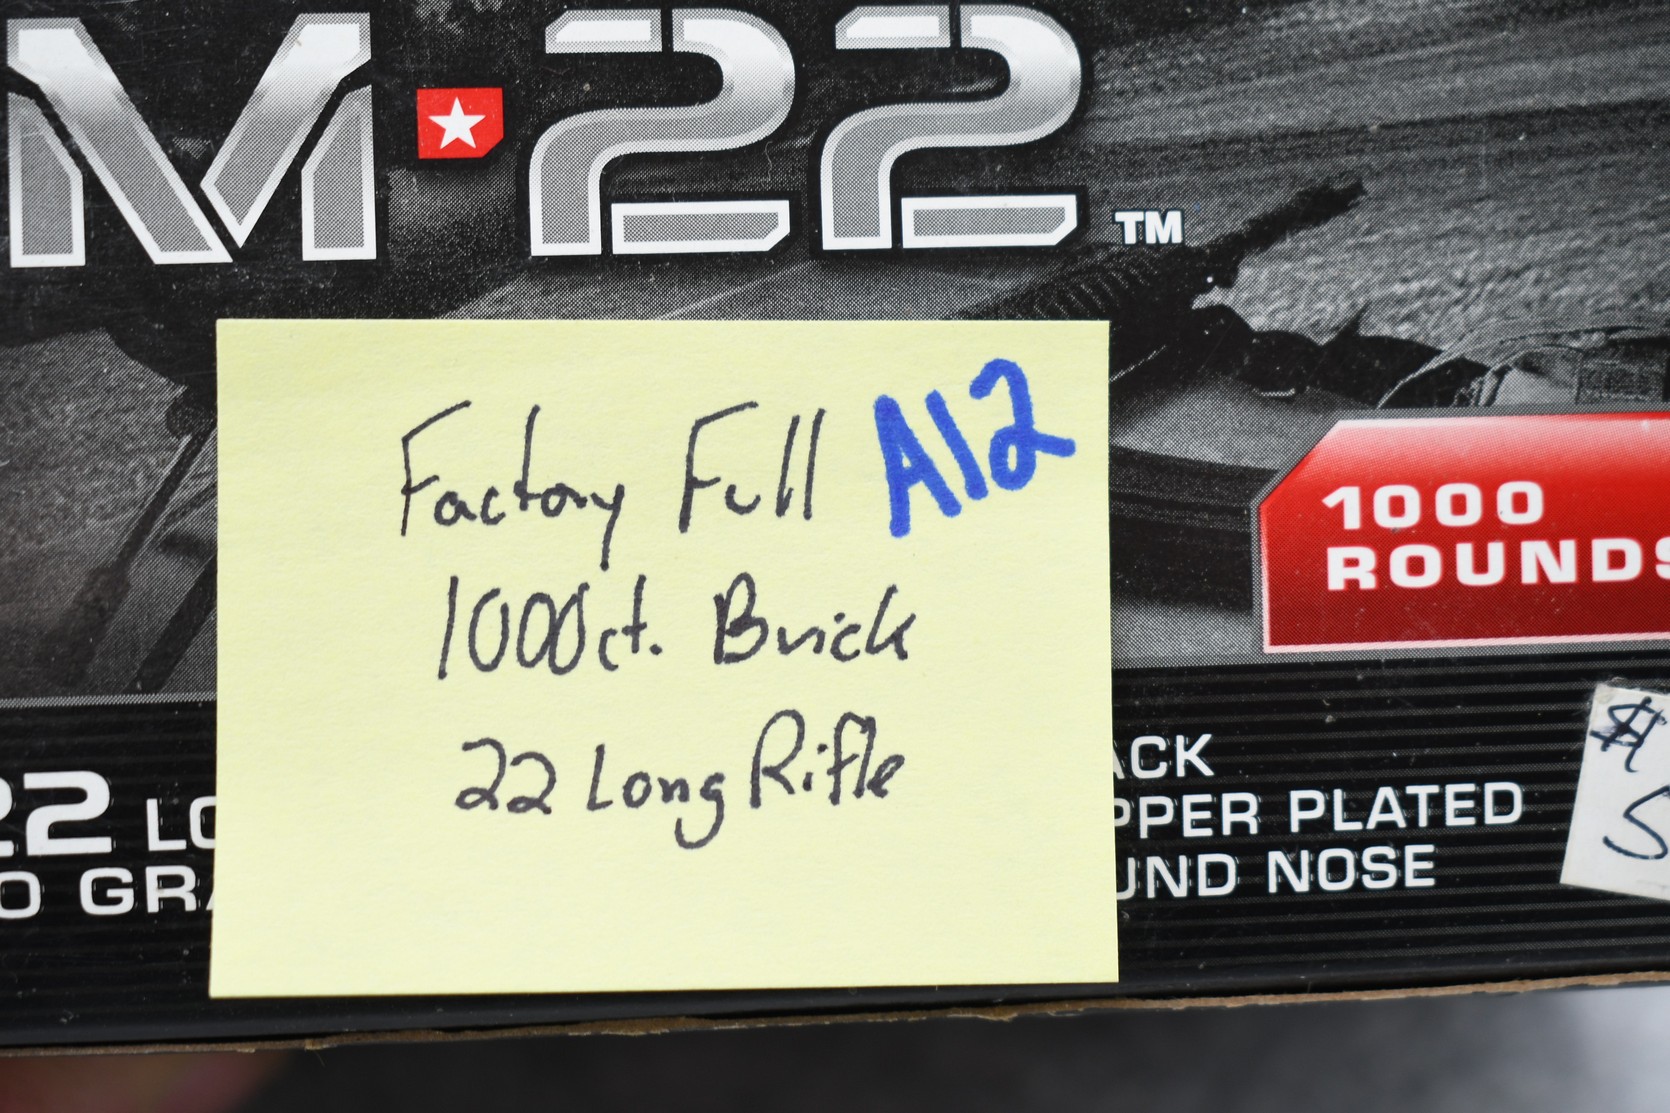 M★22 TM
Factory Full A12
1000ct. Brick
22 Long Rifle
1000
ROUNDS
22 LO
0 GRA
ACK
PPER PLATED
UND NOSE
$
5